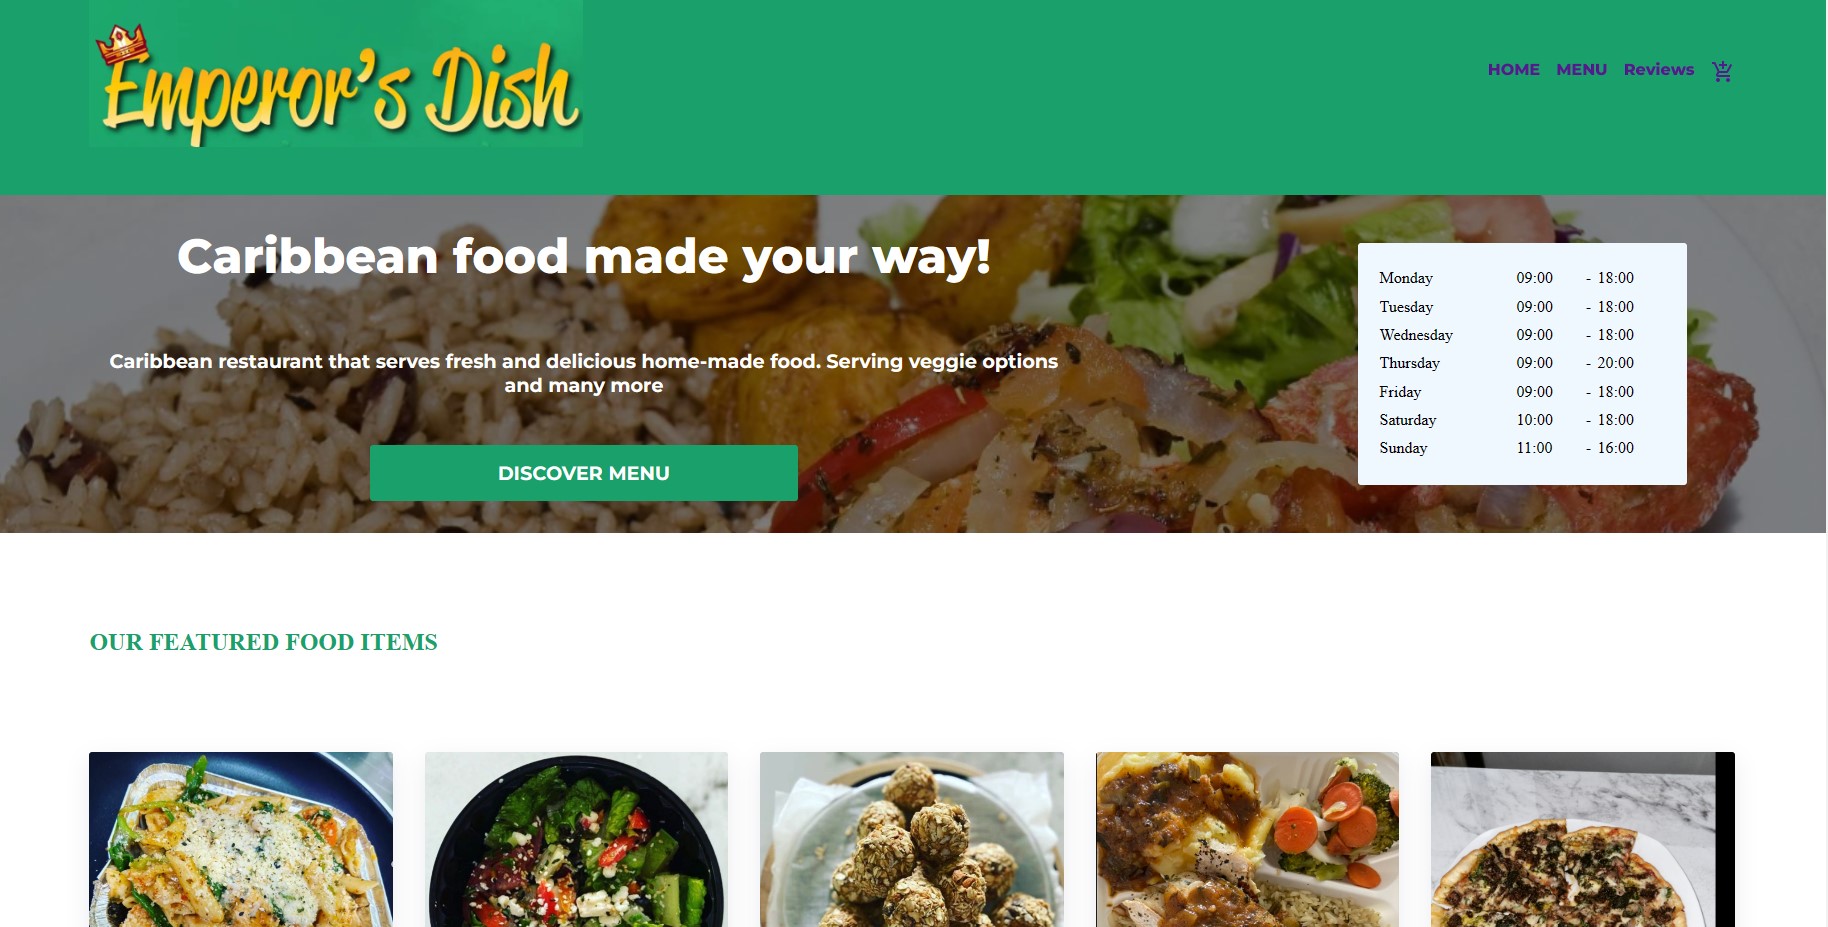 Emperor's Dish
HOME MENU Reviews
Caribbean food made your way!
Caribbean restaurant that serves fresh and delicious home-made food. Serving veggie options
and many more
DISCOVER MENU
Monday 09:00 - 18:00
Tuesday 09:00 - 18:00
Wednesday 09:00 - 18:00
Thursday 09:00 - 20:00
Friday 09:00 - 18:00
Saturday 10:00 - 18:00
Sunday 11:00 - 16:00
OUR FEATURED FOOD ITEMS